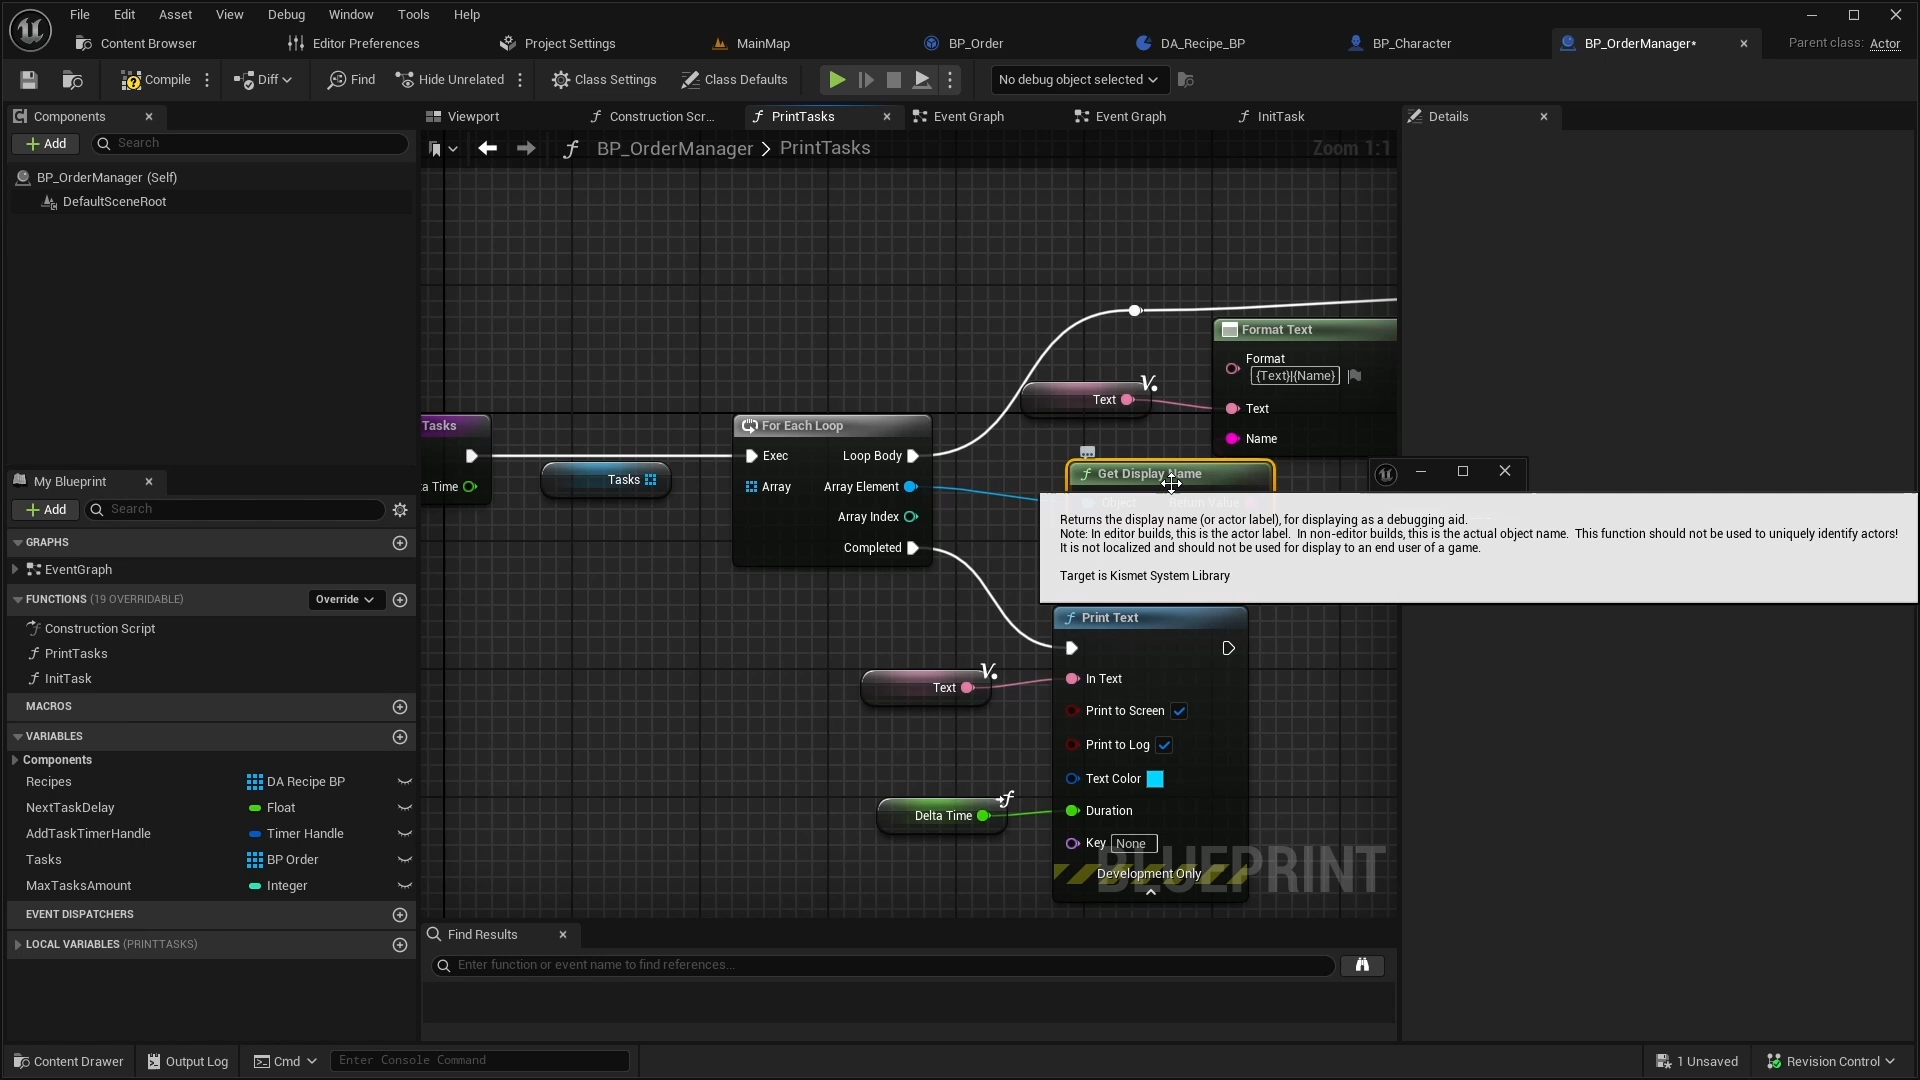 File Edit Asset View Debug Window Tools Help
Content Browser Editor Preferences Project Settings MainMap BP_Order DA_Recipe_BP BP_Character BP_OrderManager* Parent class: Actor
Compile Diff Find Hide Unrelated Class Settings Class Defaults No debug object selected
Components
Add Search
BP_OrderManager (Self)
DefaultSceneRoot
Viewport Construction Scr... PrintTasks Event Graph Event Graph InitTask Details
BP_OrderManager > PrintTasks Zoom 1:1
Format Text
Format
{Text}|{Name}
Text
Text
Name
Tasks
a Time
Tasks
For Each Loop
Exec Loop Body
Array Array Element
Array Index
Completed
Get Display Name
Object Return Value
Returns the display name (or actor label), for displaying as a debugging aid.
Note: In editor builds, this is the actor label. In non-editor builds, this is the actual object name. This function should not be used to uniquely identify actors!
It is not localized and should not be used for display to an end user of a game.
Target is Kismet System Library
Print Text
Text
In Text
Print to Screen
Print to Log
Text Color
Delta Time
Duration
Key None
Development Only
BLUEPRINT
My Blueprint
Add Search
GRAPHS
EventGraph
FUNCTIONS (19 OVERRIDABLE) Override
Construction Script
PrintTasks
InitTask
MACROS
VARIABLES
Components
Recipes DA Recipe BP
NextTaskDelay Float
AddTaskTimerHandle Timer Handle
Tasks BP Order
MaxTasksAmount Integer
EVENT DISPATCHERS
LOCAL VARIABLES (PRINTTASKS)
Find Results
Enter function or event name to find references...
Content Drawer Output Log Cmd Enter Console Command 1 Unsaved Revision Control